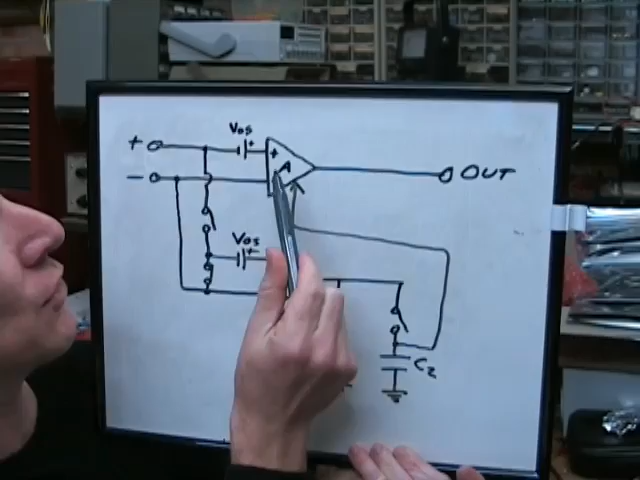 + Vos
+
+ A OUT
-
Vos
+
C2